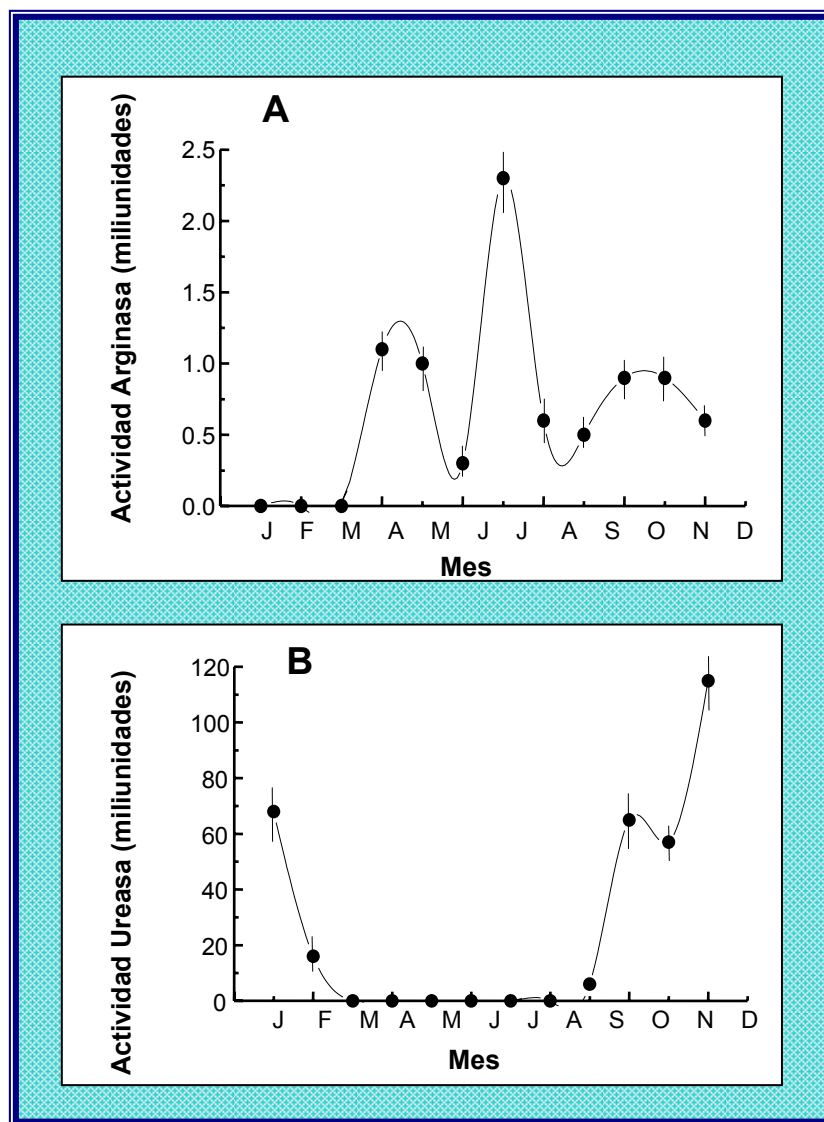 A
Actividad Arginasa (miliunidades)
2.5
2.0
1.5
1.0
0.5
0.0
J F M A M J J A S O N D
Mes
B
Actividad Ureasa (miliunidades)
120
100
80
60
40
20
0
J F M A M J J A S O N D
Mes